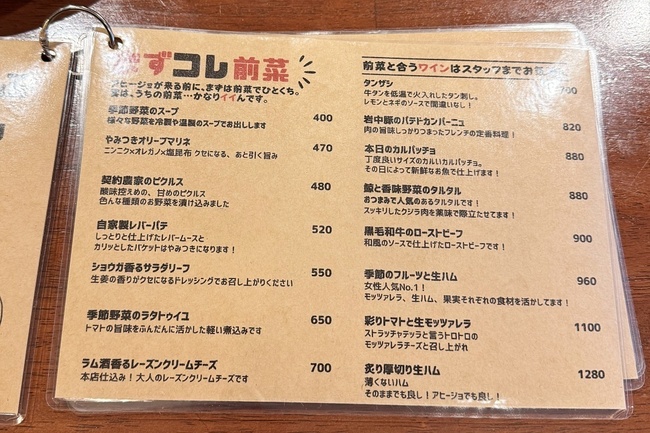 ずコレ前菜
アヒージョが来る前に、まずは前菜でひとくち。
実は、うちの前菜…かなりイイんです。
季節野菜のスープ 400
様々な野菜を冷製や温製のスープでお出しします
やみつきオリーブマリネ 470
ニンニク×オレガノ×塩昆布 クセになる、あと引く旨み
契約農家のピクルス 480
酸味控えめの、甘めのピクルス
色んな種類のお野菜を漬け込みました
自家製レバーパテ 520
しっとりと仕上げたレバームースと
カリッとしたバケットはやみつきになります！
ショウガ香るサラダリーフ 550
生姜の香りがクセになるドレッシングでお召し上がりください
季節野菜のラタトゥイユ 650
トマトの旨味をふんだんに活かした軽い煮込みです
ラム酒香るレーズンクリームチーズ 700
本店仕込み！大人のレーズンクリームチーズです
前菜と合うワインはスタッフまでお
タンザシ 700
牛タンを低温で火入れしたタン刺し。
レモンとネギのソースで間違いなし！
岩中豚のパテドカンパーニュ 820
肉の旨味しっかりつまったフレンチの定番料理！
本日のカルパッチョ 880
丁度良いサイズのカルいカルパッチョ。
その日によって新鮮なお魚で仕上げます！
鯨と香味野菜のタルタル 880
おつまみで人気のあるタルタルです！
スッキリしたクジラ肉を薬味で際立たせてます！
黒毛和牛のローストビーフ 900
和風のソースで仕上げたローストビーフです！
季節のフルーツと生ハム 960
女性人気No.1！
モッツァレラ、生ハム、果実それぞれの食材を活かしてます！
彩りトマトと生モッツァレラ 1100
ストラッチャテッラと言うトロトロの
モッツァレラチーズと召し上がれ
炙り厚切り生ハム 1280
薄くないハム
そのままでも良し！アヒージョでも良し！